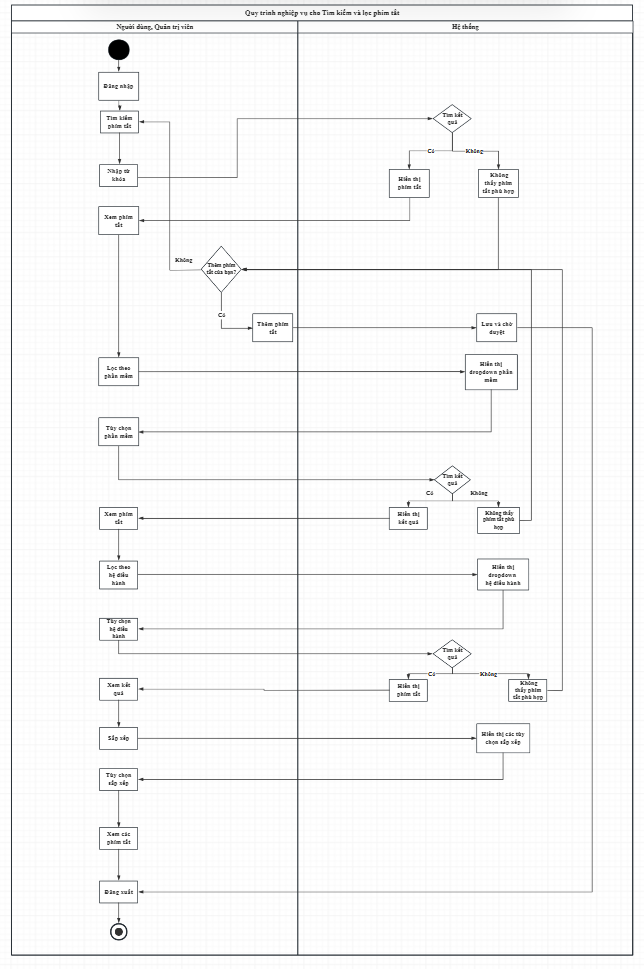 Quy trình nghiệp vụ cho Tìm kiếm và lọc phím tắt
Người dùng, Quản trị viên
Hệ thống
Đăng nhập
Tìm kiếm
phím tắt
Tìm kết
quả
Có
Không
Nhập từ
khóa
Hiển thị
phím tắt
Không
thấy phím
tắt phù hợp
Xem phím
tắt
Không
Thêm phím
tắt của bạn?
Có
Thêm phím
tắt
Lưu và chờ
duyệt
Lọc theo
phần mềm
Hiển thị
dropdown phần
mềm
Tùy chọn
phần mềm
Tìm kết
quả
Có
Không
Xem phím
tắt
Hiển thị
kết quả
Không thấy
phím tắt phù
hợp
Lọc theo
hệ điều
hành
Hiển thị
dropdown
hệ điều hành
Tùy chọn
hệ điều
hành
Tìm kết
quả
Có
Không
Xem kết
quả
Hiển thị
phím tắt
Không
thấy phím
tắt phù hợp
Sắp xếp
Hiển thị các tùy
chọn sắp xếp
Tùy chọn
sắp xếp
Xem các
phím tắt
Đăng xuất